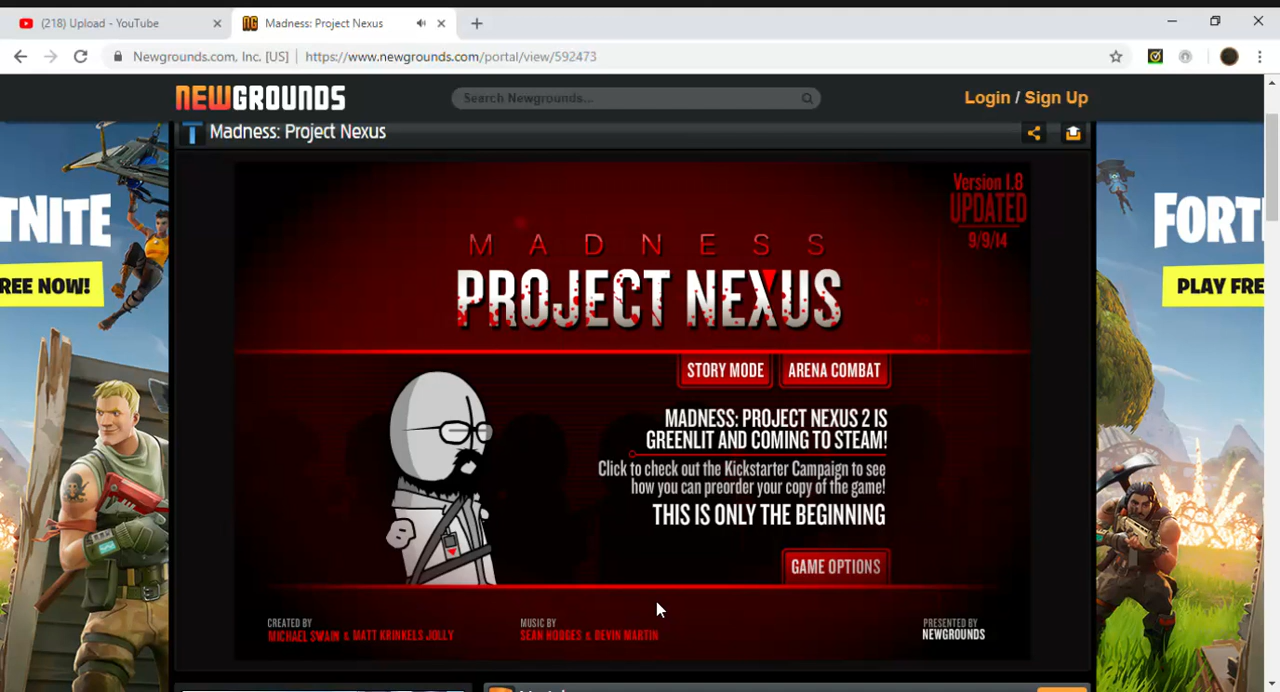 (218) Upload - YouTube
Madness: Project Nexus
Newgrounds.com, Inc. [US]
https://www.newgrounds.com/portal/view/592473
NEWGROUNDS
Search Newgrounds...
Login / Sign Up
Madness: Project Nexus
TNITE
REE NOW!
FORT
PLAY FRE
Version 1.8
UPDATED
9/9/14
MADNESS
PROJECT NEXUS
STORY MODE
ARENA COMBAT
MADNESS: PROJECT NEXUS 2 IS
GREENLIT AND COMING TO STEAM!
Click to check out the Kickstarter Campaign to see
how you can preorder your copy of the game!
THIS IS ONLY THE BEGINNING
GAME OPTIONS
CREATED BY
MICHAEL SWAIN & MATT KRINKELS JOLLY
MUSIC BY
SEAN HODGES & DEVIN MARTIN
PRESENTED BY
NEWGROUNDS